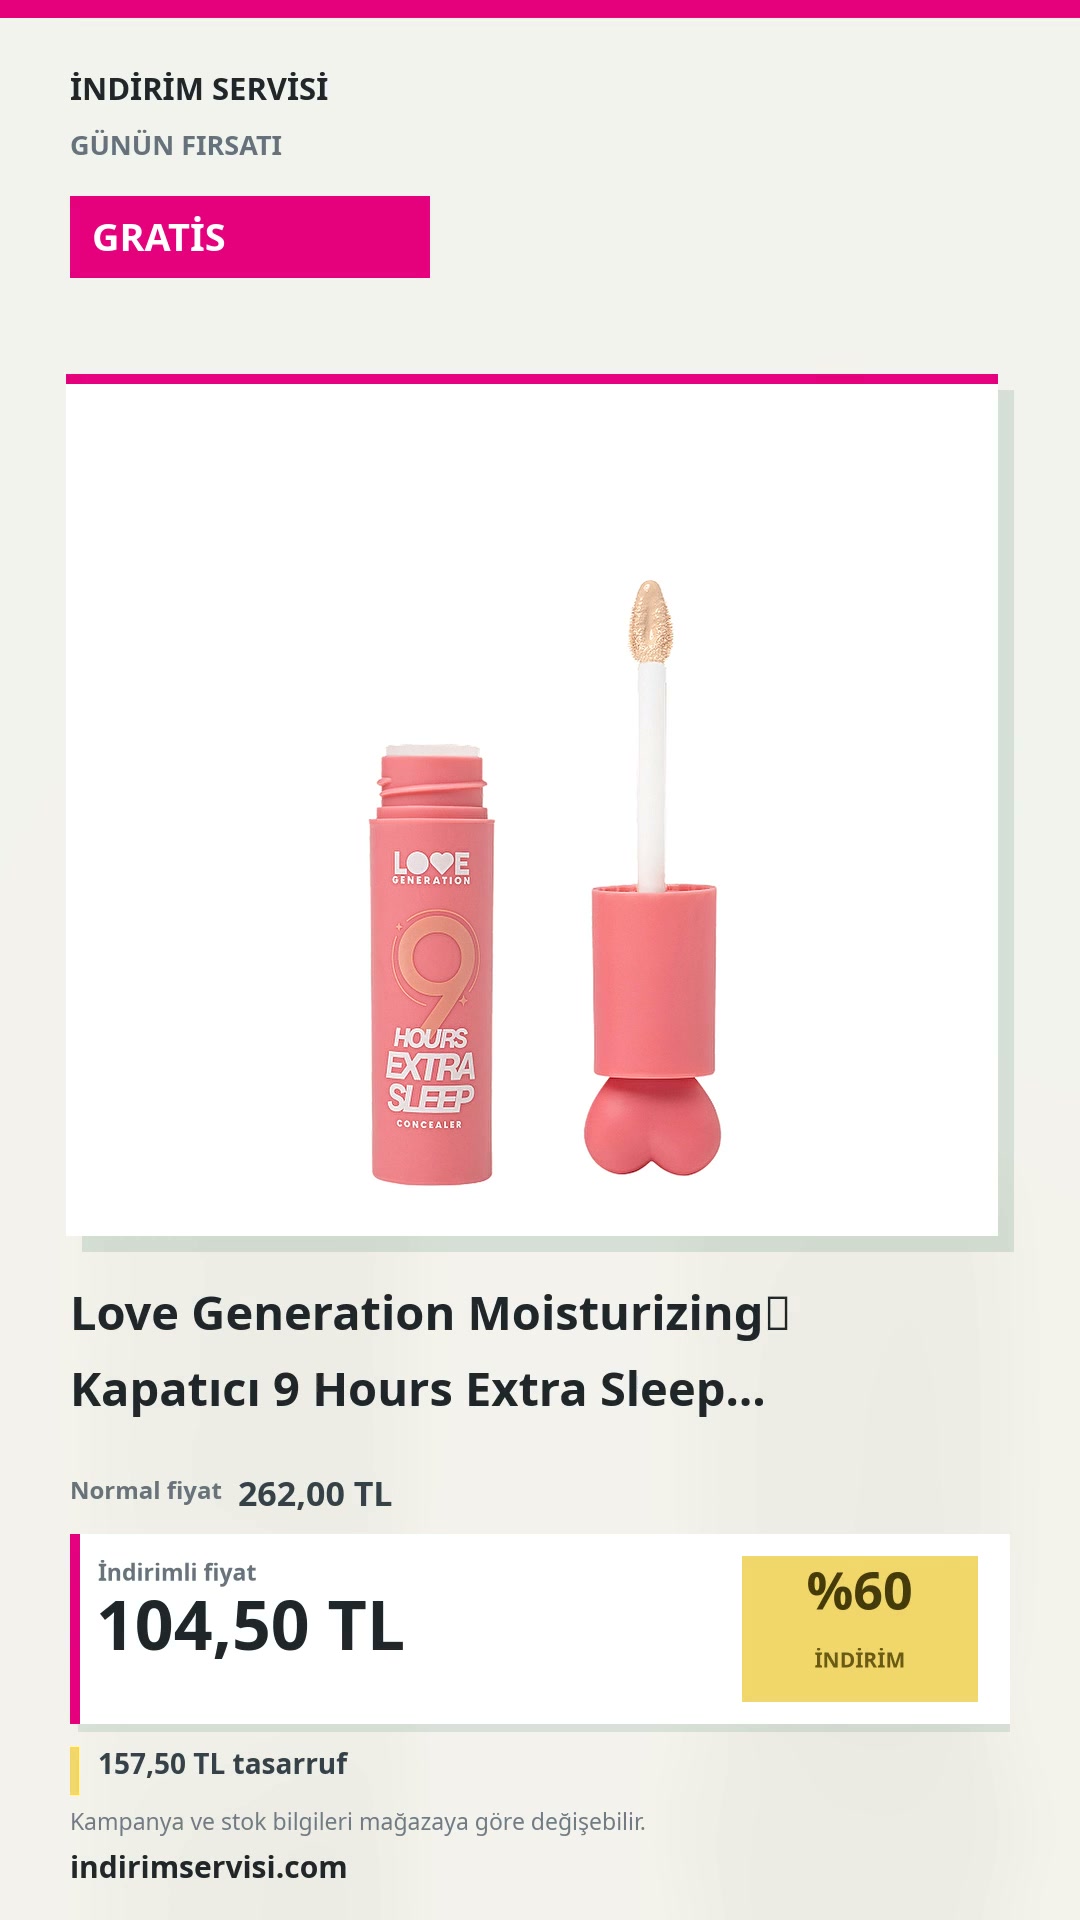 İNDİRİM SERVİSİ
GÜNÜN FIRSATI
GRATİS
LOVE
GENERATION
9
HOURS
EXTRA
SLEEP
CONCEALER
Love Generation Moisturizing
Kapatıcı 9 Hours Extra Sleep...
Normal fiyat 262,00 TL
İndirimli fiyat
104,50 TL
%60
İNDİRİM
157,50 TL tasarruf
Kampanya ve stok bilgileri mağazaya göre değişebilir.
indirimservisi.com